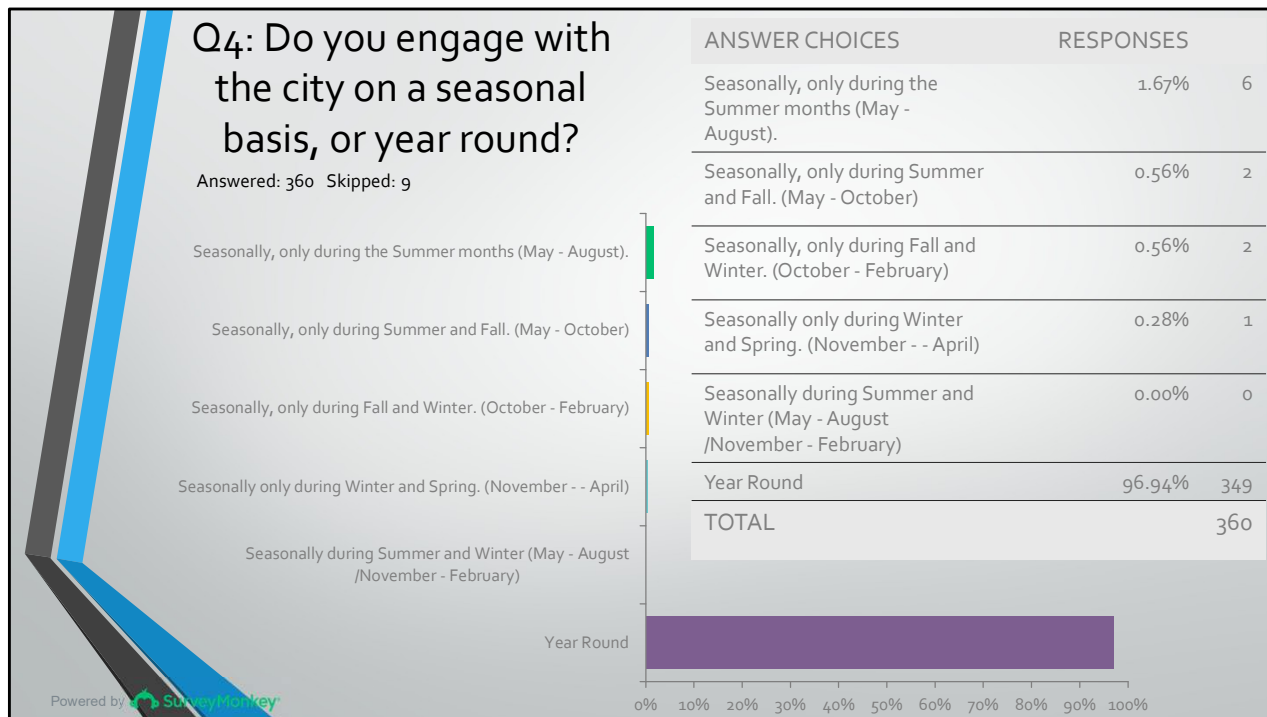 Q4: Do you engage with
the city on a seasonal
basis, or year round?
Answered: 360 Skipped: 9
Seasonally, only during the Summer months (May - August).
Seasonally, only during Summer and Fall. (May - October)
Seasonally, only during Fall and Winter. (October - February)
Seasonally only during Winter and Spring. (November - - April)
Seasonally during Summer and Winter (May - August
/November - February)
Year Round
0% 10% 20% 30% 40% 50% 60% 70% 80% 90% 100%
ANSWER CHOICES RESPONSES
Seasonally, only during the 1.67% 6
Summer months (May -
August).
Seasonally, only during Summer 0.56% 2
and Fall. (May - October)
Seasonally, only during Fall and 0.56% 2
Winter. (October - February)
Seasonally only during Winter 0.28% 1
and Spring. (November - - April)
Seasonally during Summer and 0.00% 0
Winter (May - August
/November - February)
Year Round 96.94% 349
TOTAL 360
Powered by SurveyMonkey